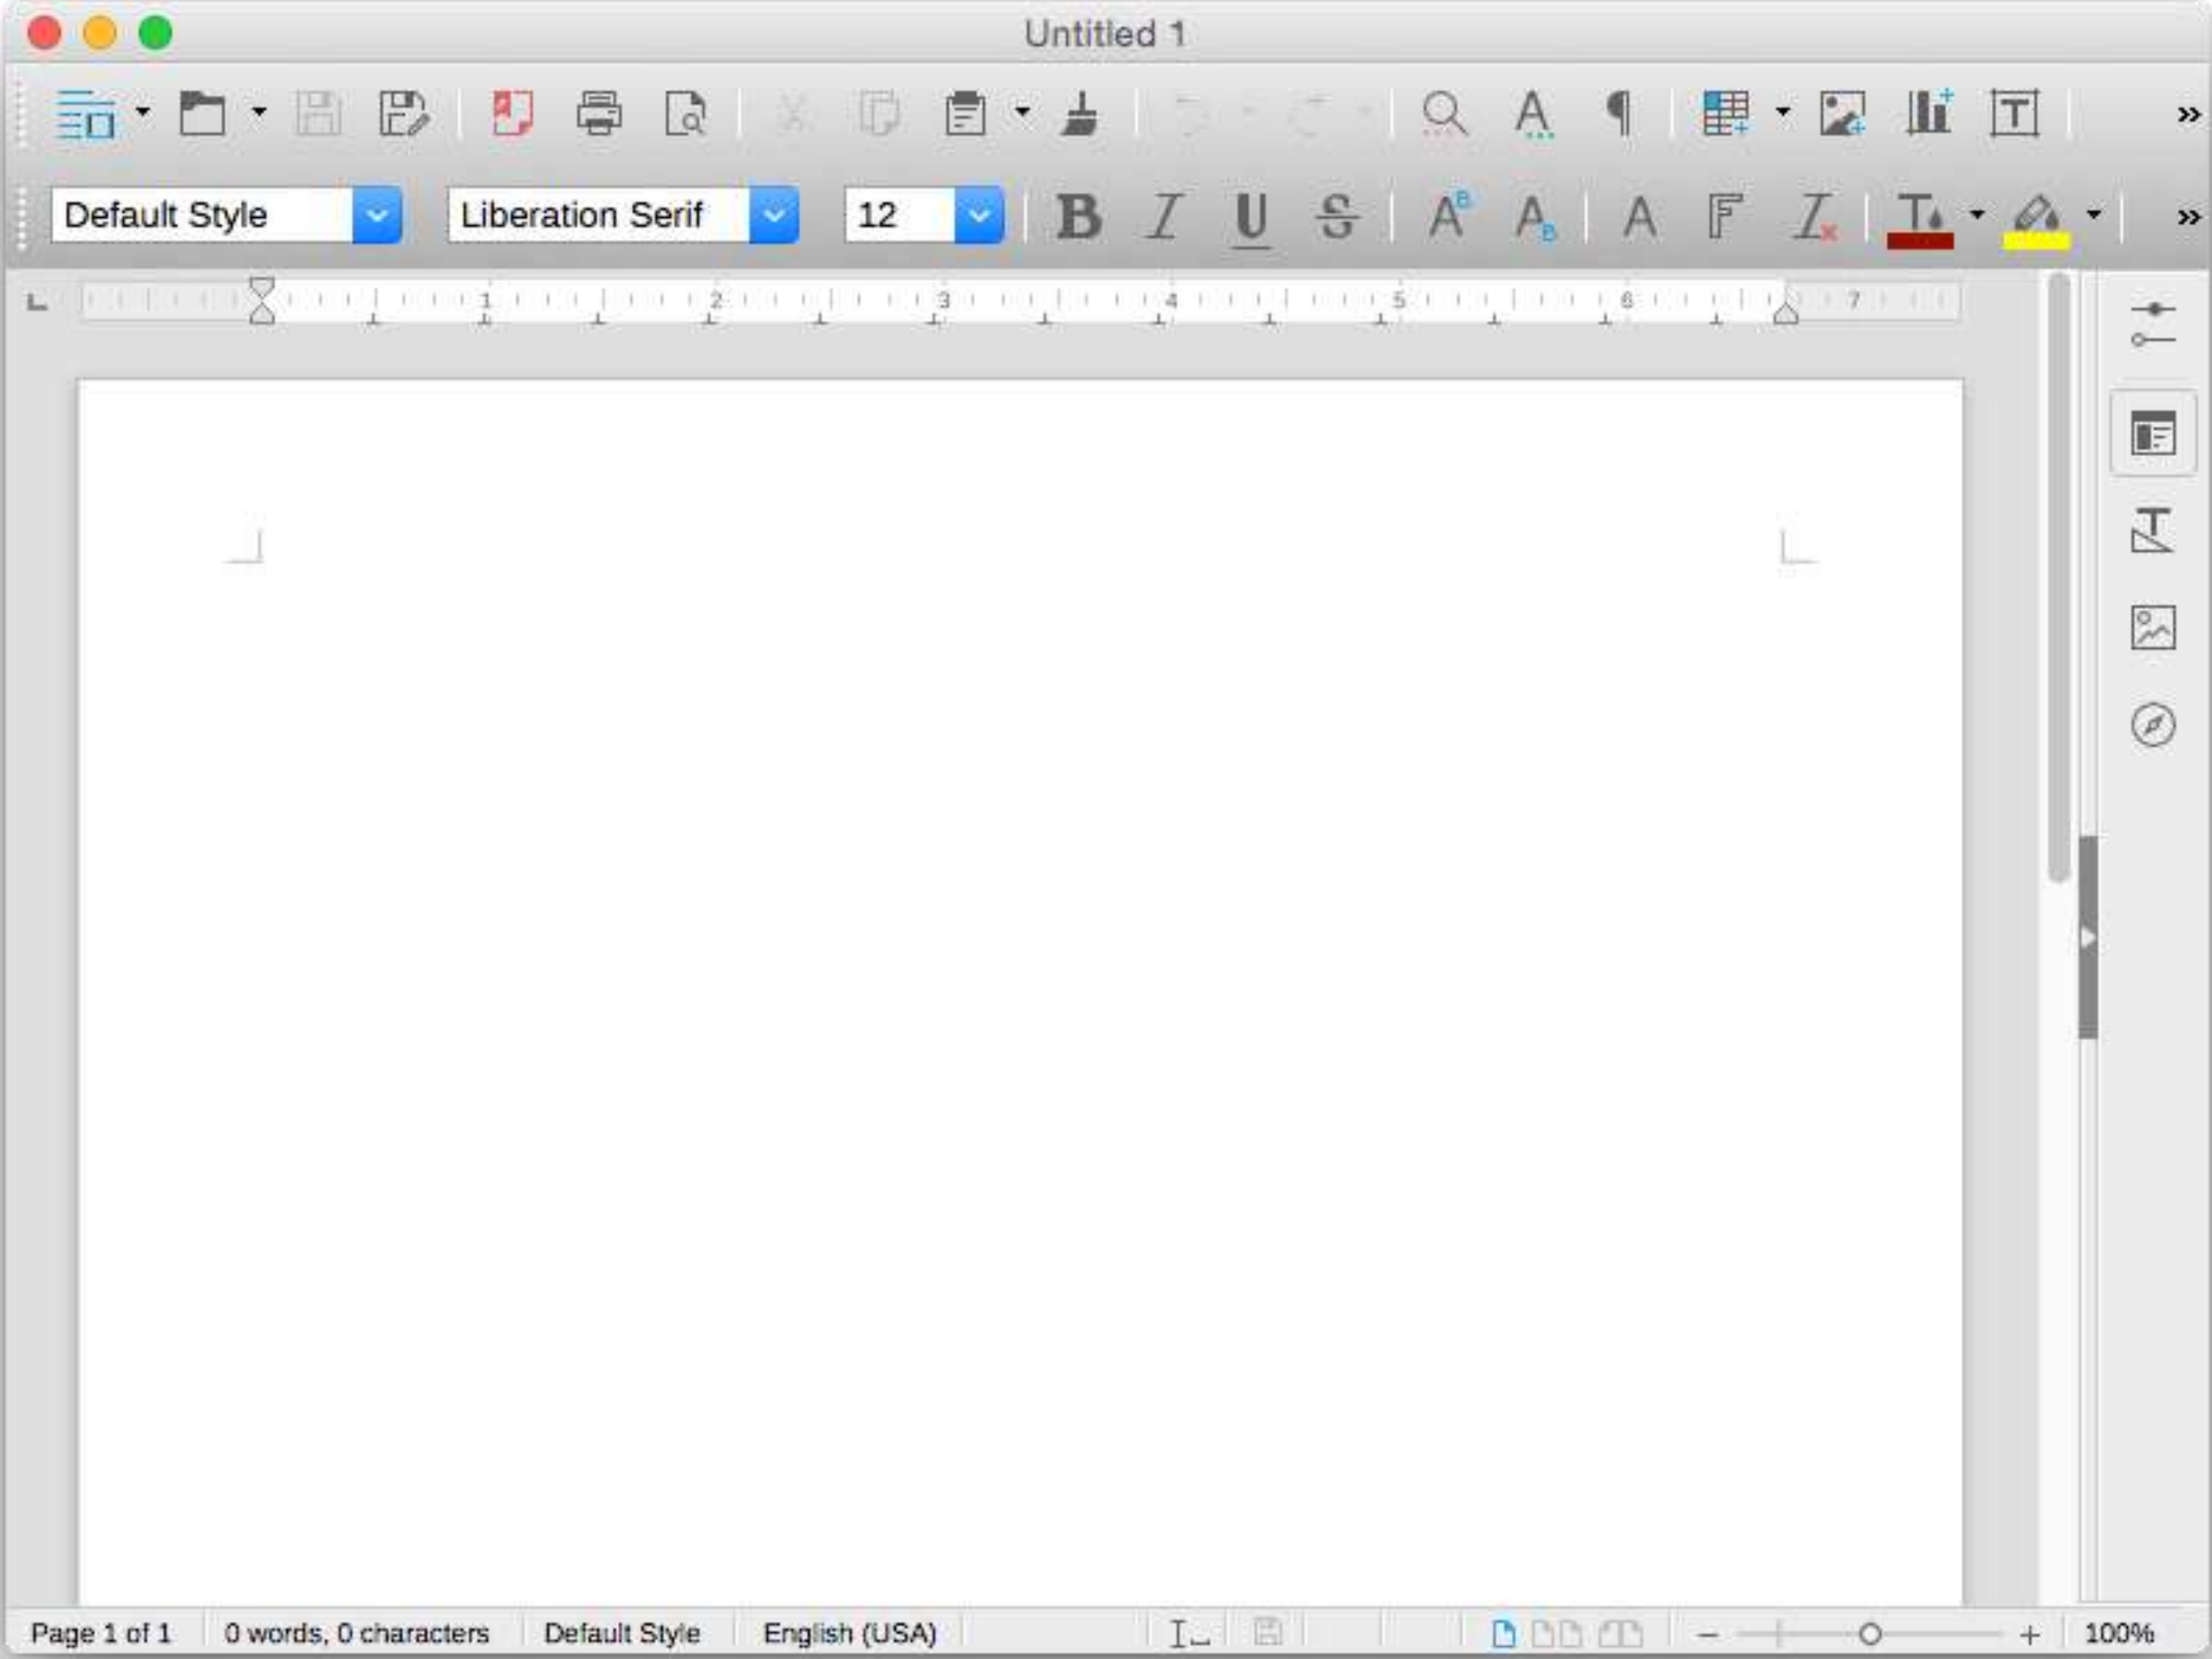 Untitled 1
Default Style Liberation Serif 12
1 2 3 4 5 6 7
Page 1 of 1 0 words, 0 characters Default Style English (USA) 100%